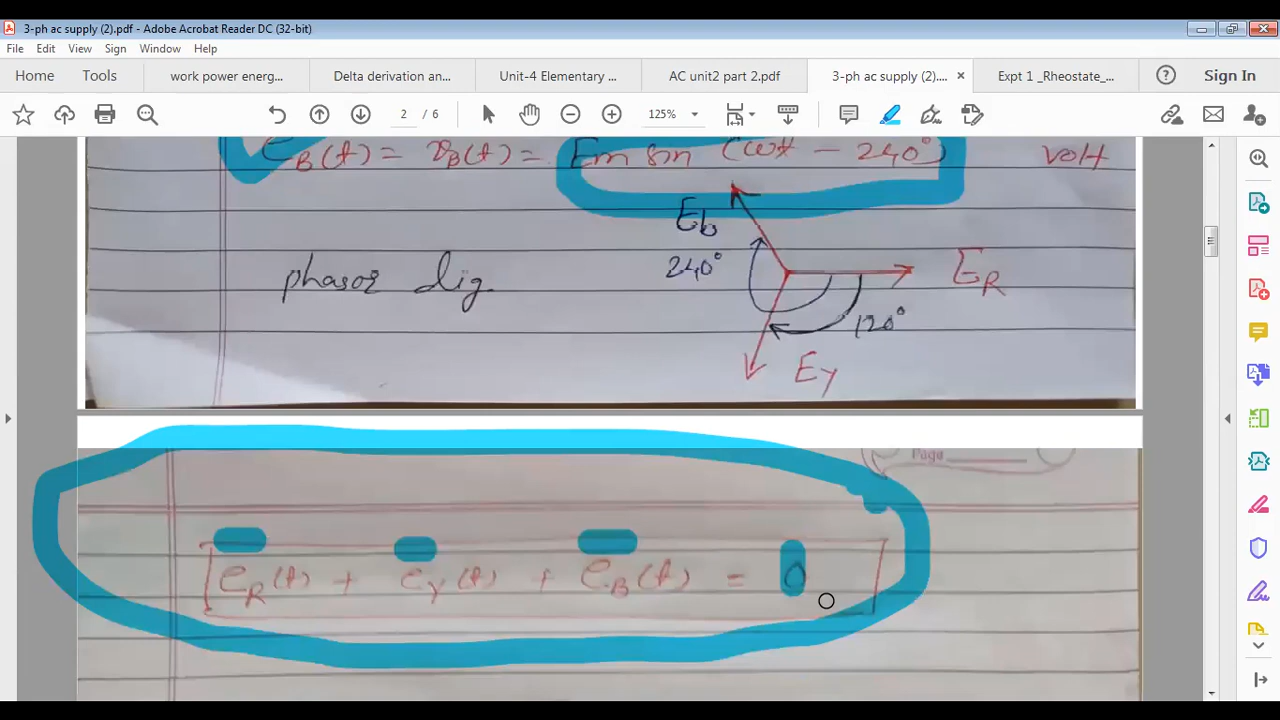 3-ph ac supply (2).pdf - Adobe Acrobat Reader DC (32-bit)
File Edit View Sign Window Help
Home Tools work power energ... Delta derivation an... Unit-4 Elementary ... AC unit2 part 2.pdf 3-ph ac supply (2).... × Expt 1 _Rheostate_... Sign In
2 / 6 125%
e_B(t) = v_B(t) = Em sin (ωt - 240°) volt
Eb
240°
E_R
phasor dig.
120°
E_Y
Page
e_R(t) + e_Y(t) + e_B(t) = 0